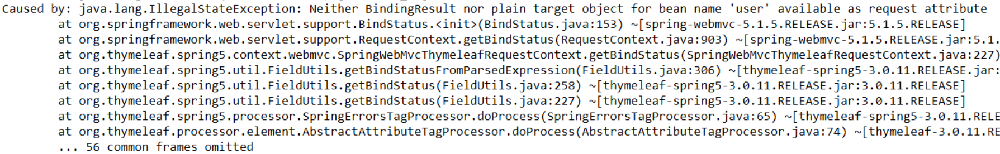 Caused by: java.lang.IllegalStateException: Neither BindingResult nor plain target object for bean name 'user' available as request attribute
at org.springframework.web.servlet.support.BindStatus.<init>(BindStatus.java:153) ~[spring-webmvc-5.1.5.RELEASE.jar:5.1.5.RELEASE]
at org.springframework.web.servlet.support.RequestContext.getBindStatus(RequestContext.java:903) ~[spring-webmvc-5.1.5.RELEASE.jar:5.1.
at org.thymeleaf.spring5.context.webmvc.SpringWebMvcThymeleafRequestContext.getBindStatus(SpringWebMvcThymeleafRequestContext.java:227)
at org.thymeleaf.spring5.util.FieldUtils.getBindStatusFromParsedExpression(FieldUtils.java:306) ~[thymeleaf-spring5-3.0.11.RELEASE.jar:
at org.thymeleaf.spring5.util.FieldUtils.getBindStatus(FieldUtils.java:258) ~[thymeleaf-spring5-3.0.11.RELEASE.jar:3.0.11.RELEASE]
at org.thymeleaf.spring5.util.FieldUtils.getBindStatus(FieldUtils.java:227) ~[thymeleaf-spring5-3.0.11.RELEASE.jar:3.0.11.RELEASE]
at org.thymeleaf.spring5.processor.SpringErrorsTagProcessor.doProcess(SpringErrorsTagProcessor.java:65) ~[thymeleaf-spring5-3.0.11.RELE
at org.thymeleaf.processor.element.AbstractAttributeTagProcessor.doProcess(AbstractAttributeTagProcessor.java:74) ~[thymeleaf-3.0.11.RE
... 56 common frames omitted